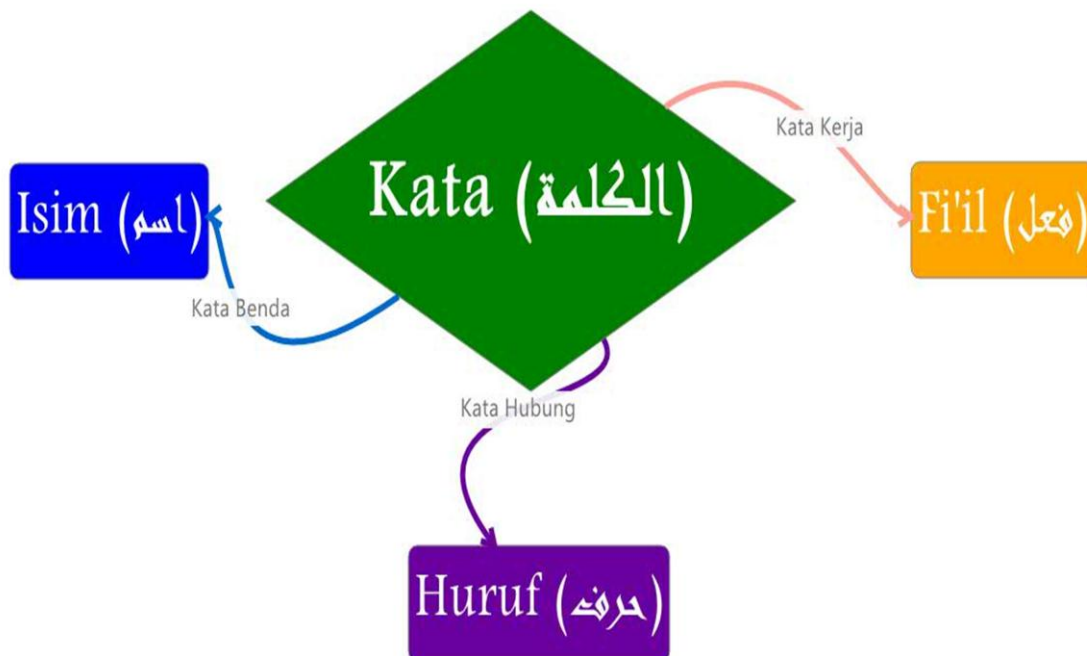 Kata (الكلمة)
Kata Kerja
Isim (اسم)
Fi'il (فعل)
Kata Benda
Kata Hubung
Huruf (حرف)